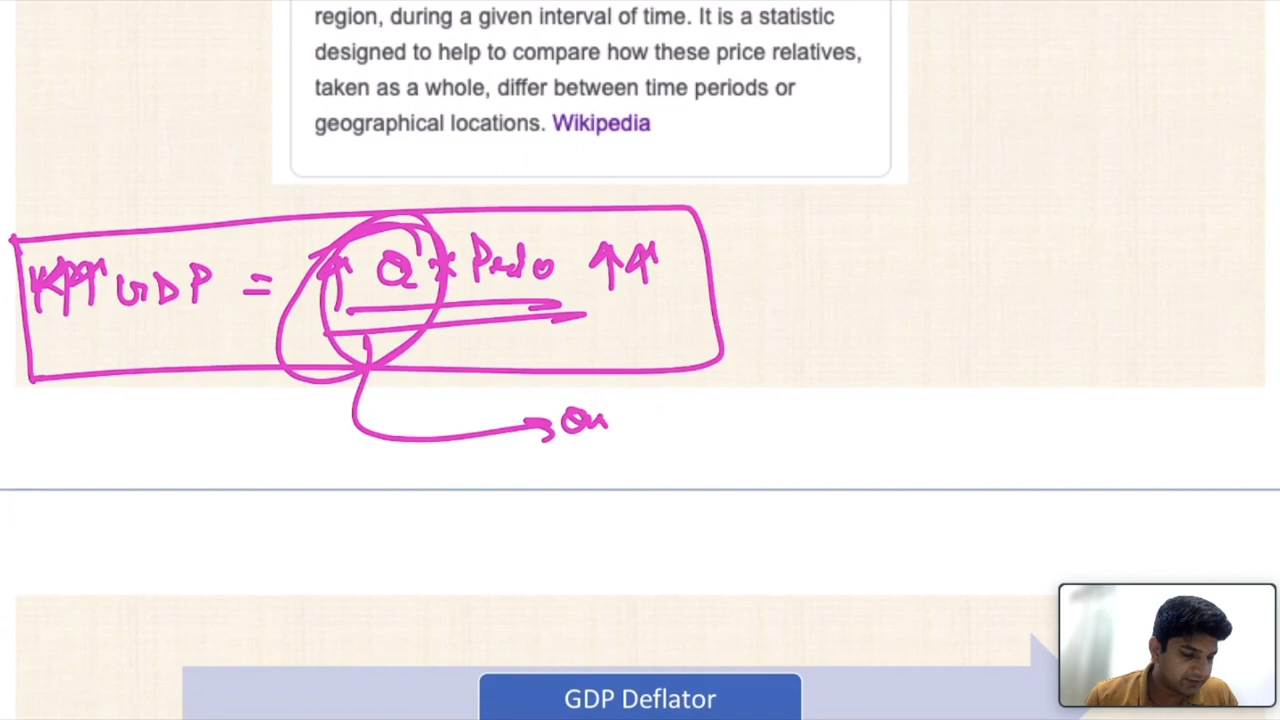 region, during a given interval of time. It is a statistic
designed to help to compare how these price relatives,
taken as a whole, differ between time periods or
geographical locations. Wikipedia
GDP = ↑ Q × ↑↑
GDP Deflator